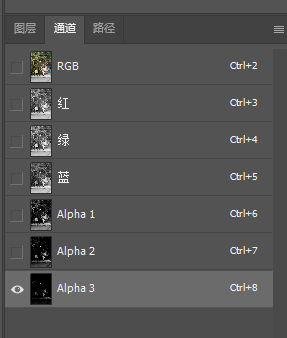 图层 通道 路径
RGB Ctrl+2
红 Ctrl+3
绿 Ctrl+4
蓝 Ctrl+5
Alpha 1 Ctrl+6
Alpha 2 Ctrl+7
Alpha 3 Ctrl+8